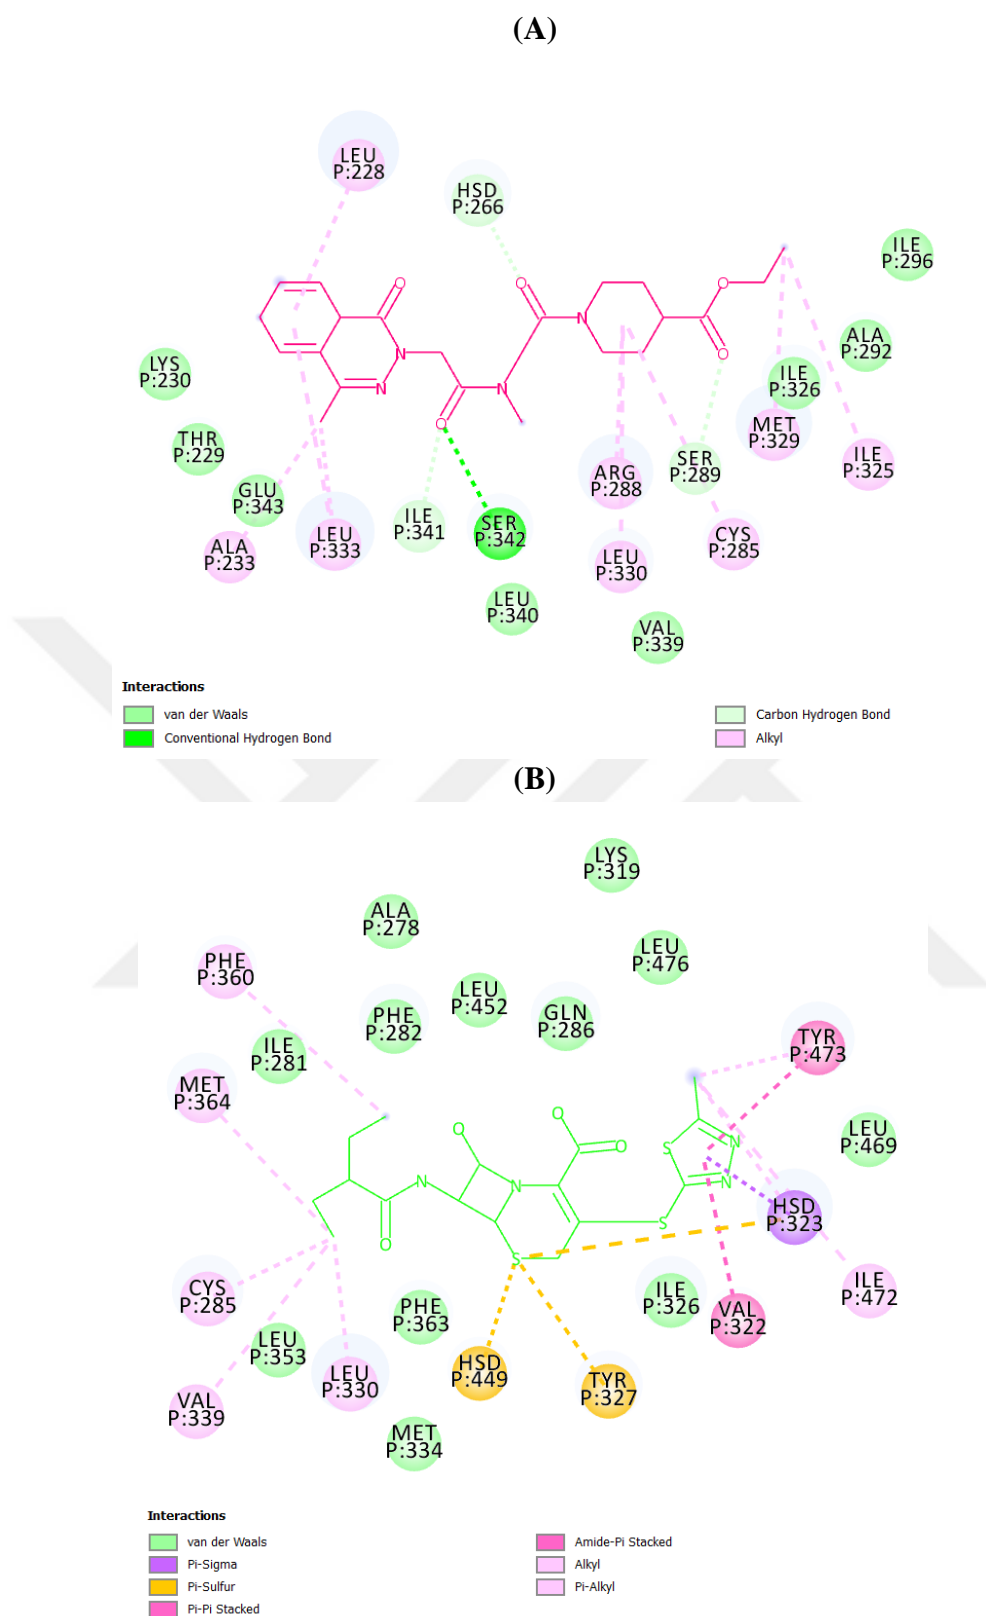 (A)
LEU
P:228
HSD
P:266
ILE
P:296
O
O
O
N
O
ALA
P:292
LYS
P:230
N
N
N
O
ILE
P:326
THR
P:229
O
MET
P:329
GLU
P:343
ARG
P:288
SER
P:289
ILE
P:325
ALA
P:233
LEU
P:333
ILE
P:341
SER
P:342
LEU
P:330
CYS
P:285
LEU
P:340
VAL
P:339
Interactions
van der Waals
Conventional Hydrogen Bond
Carbon Hydrogen Bond
Alkyl
(B)
LYS
P:319
ALA
P:278
LEU
P:476
PHE
P:360
LEU
P:452
PHE
P:282
GLN
P:286
TYR
P:473
ILE
P:281
MET
P:364
O
O
O
S
N
LEU
P:469
N
N
N
O
S
S
HSD
P:323
CYS
P:285
ILE
P:472
PHE
P:363
ILE
P:326
VAL
P:322
LEU
P:353
LEU
P:330
HSD
P:449
TYR
P:327
VAL
P:339
MET
P:334
Interactions
van der Waals
Pi-Sigma
Pi-Sulfur
Pi-Pi Stacked
Amide-Pi Stacked
Alkyl
Pi-Alkyl